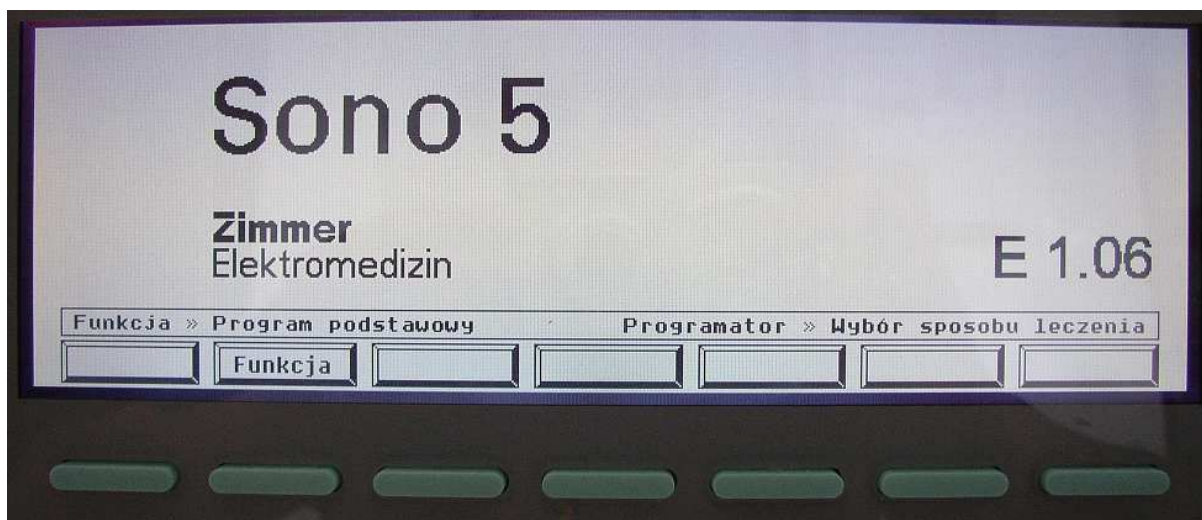 Sono 5
Zimmer
Elektromedizin
E 1.06
Funkcja » Program podstawowy Programator » Wybór sposobu leczenia
Funkcja